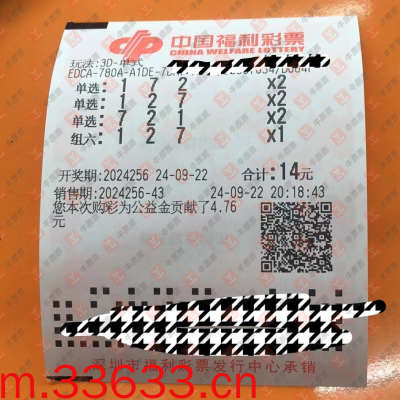 中国福利彩票
CHINA WELFARE LOTTERY
玩法:3D-单式
EDCA-780A-A1DE-
单选: 1 7 2 x2
单选: 1 2 7 x2
单选: 7 2 1 x2
组六: 1 2 7 x1
开奖期:2024256 24-09-22 合计:14元
销售期:2024256-43 24-09-22 20:18:43
您本次购彩为公益金贡献了4.76
元
深圳市福利彩票发行中心承销
m.33633.cn